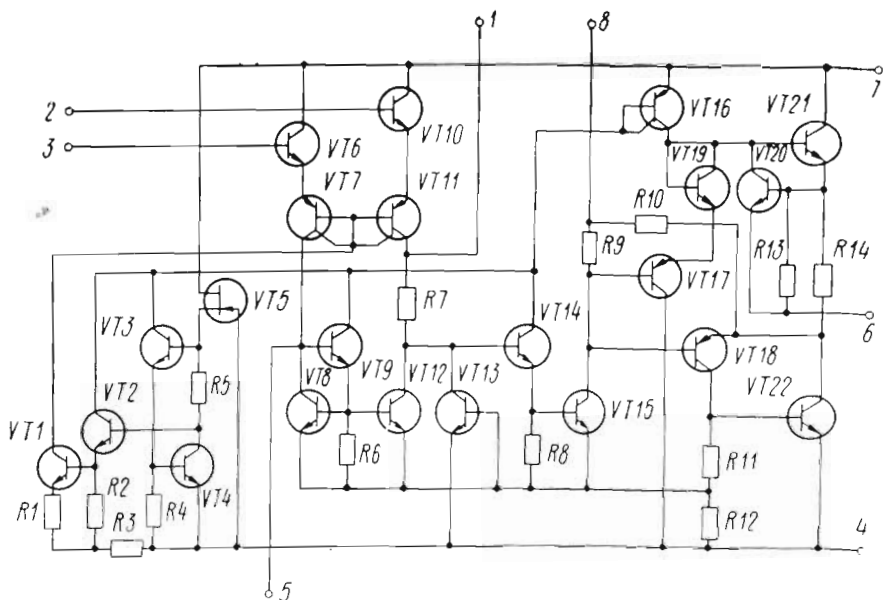 1
8
7
2
3
VT16
VT21
VT10
VT6
VT7
VT11
VT19
VT20
R10
R9
R13
R14
VT17
VT5
R7
VT14
6
VT3
VT18
R5
VT2
VT8
VT9
VT12
VT13
VT22
VT1
VT15
R6
R8
R11
R1
R2
R3
R4
VT4
R12
4
5